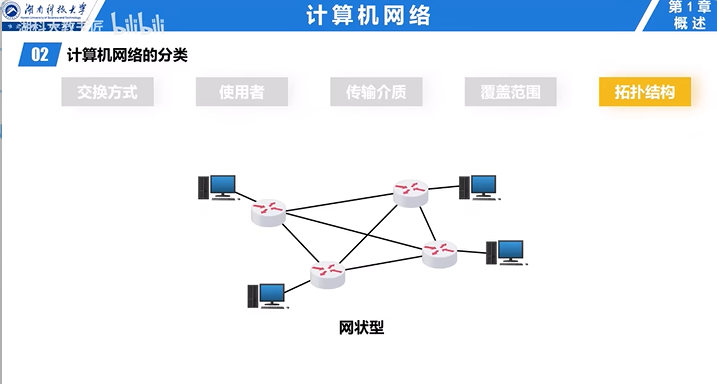 湖南科技大学
计算机网络
第1章
概述
湖科大教书匠 bilibili
02 计算机网络的分类
交换方式 使用者 传输介质 覆盖范围 拓扑结构
网状型